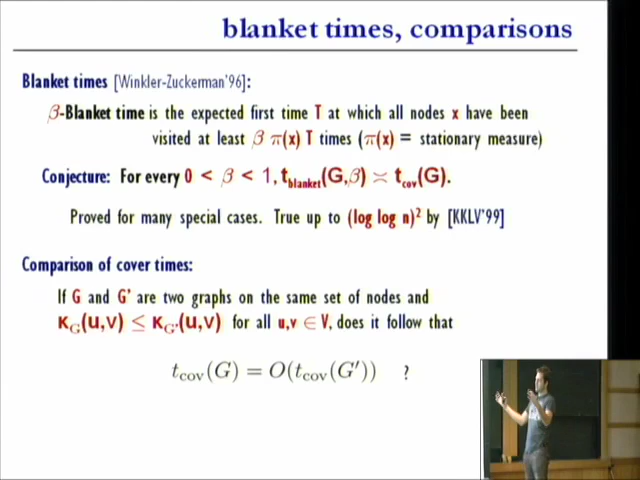 blanket times, comparisons
Blanket times [Winkler-Zuckerman'96]:
β-Blanket time is the expected first time T at which all nodes x have been
visited at least β π(x) T times (π(x) = stationary measure)
Conjecture: For every 0 < β < 1, t_blanket(G,β) ≍ t_cov(G).
Proved for many special cases. True up to (log log n)² by [KKLV'99]
Comparison of cover times:
If G and G' are two graphs on the same set of nodes and
κ_G(u,v) ≤ κ_G'(u,v) for all u,v ∈ V, does it follow that
t_cov(G) = O(t_cov(G')) ?